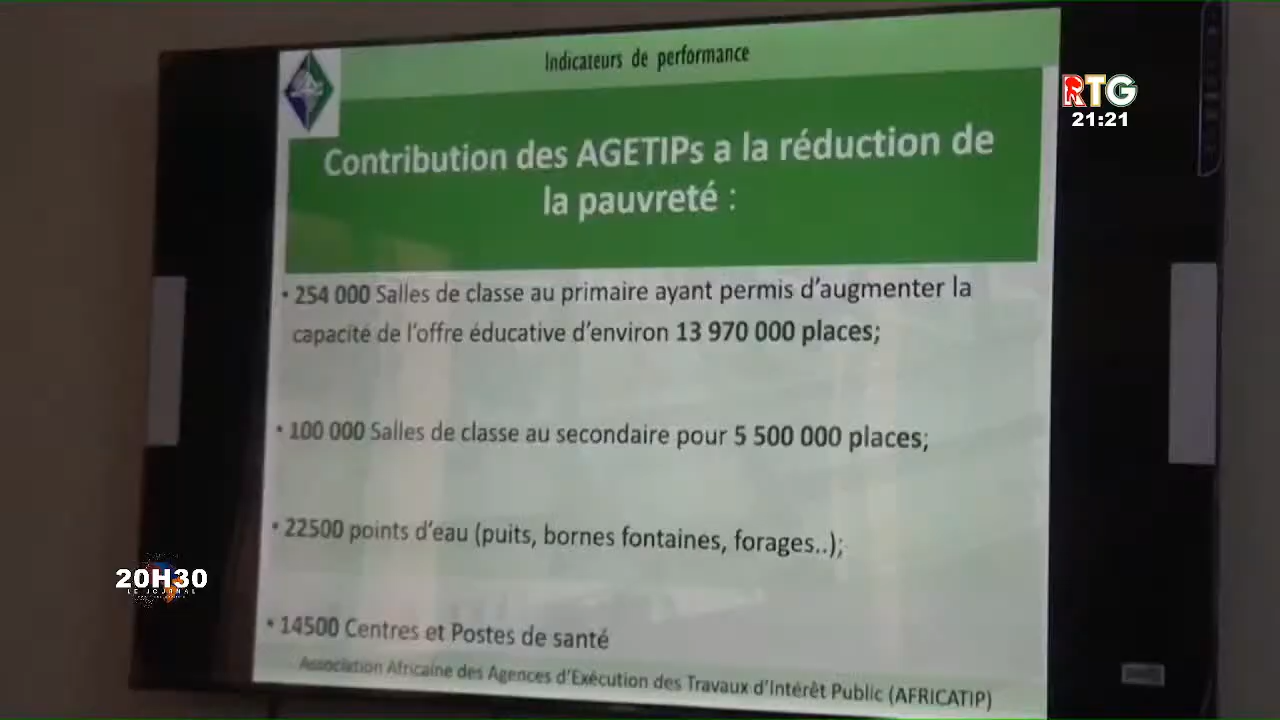 Indicateurs de performance
RTG
21:21
Contribution des AGETIPs a la réduction de
la pauvreté :
• 254 000 Salles de classe au primaire ayant permis d'augmenter la
capacité de l'offre éducative d'environ 13 970 000 places;
• 100 000 Salles de classe au secondaire pour 5 500 000 places;
• 22500 points d'eau (puits, bornes fontaines, forages..);
20H30
LE JOURNAL
• 14500 Centres et Postes de santé
Association Africaine des Agences d'Exécution des Travaux d'Intérêt Public (AFRICATIP)